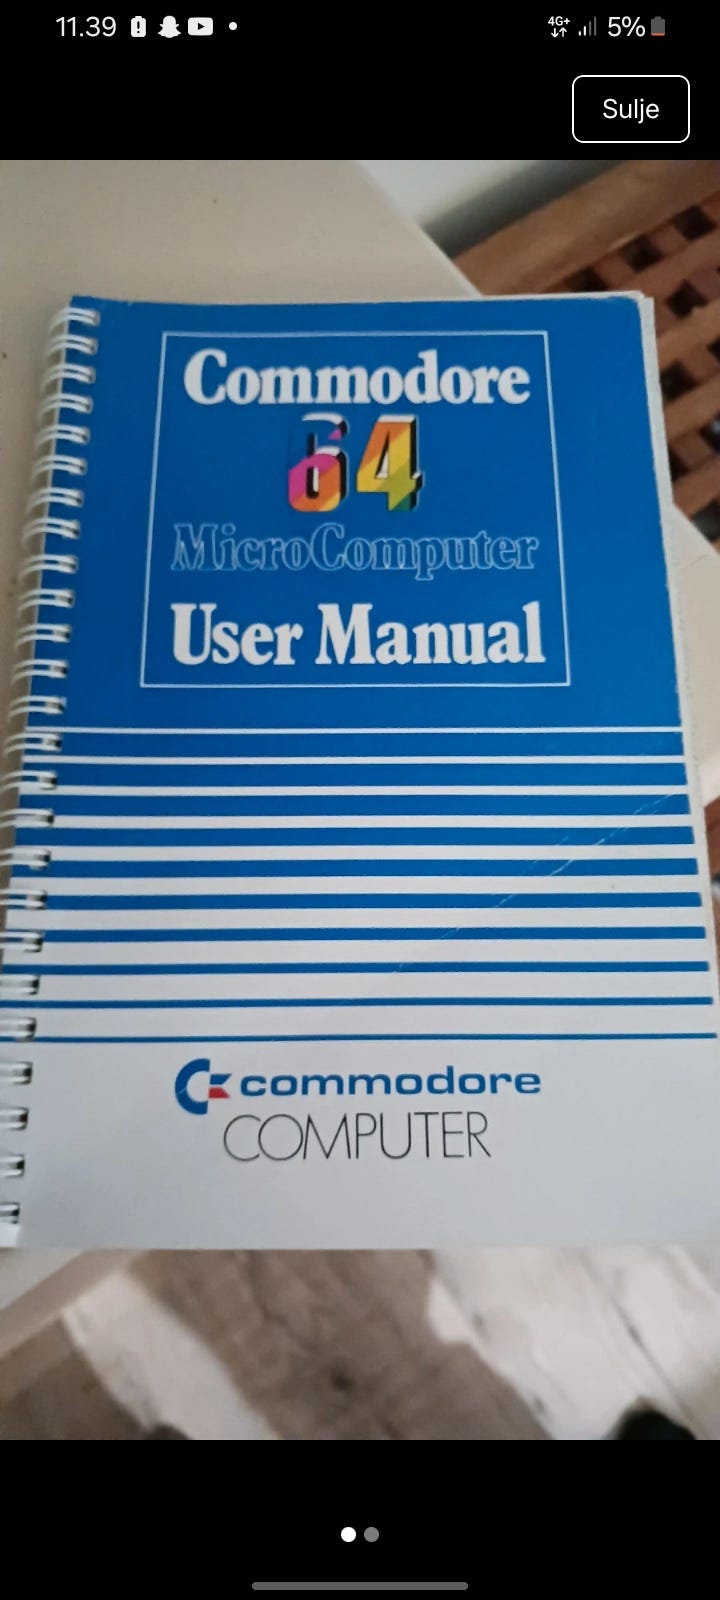 11.39
4G+
5%
Sulje
Commodore
64
MicroComputer
User Manual
commodore
COMPUTER